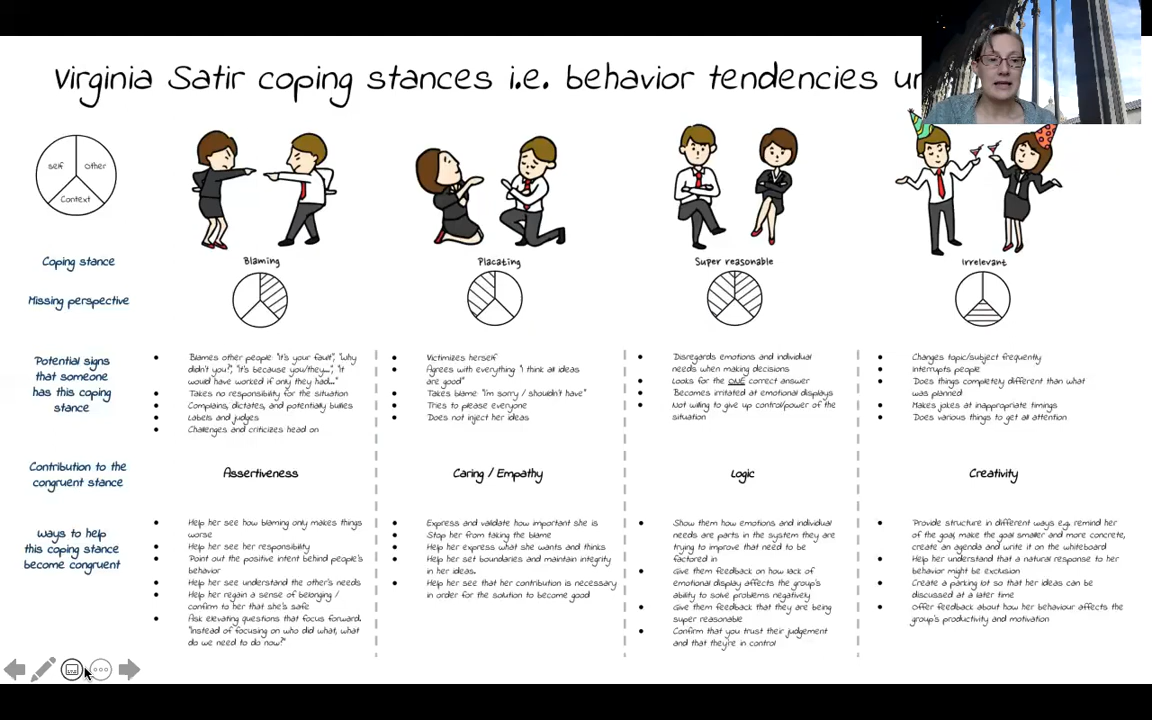 Virginia Satir coping stances i.e. behavior tendencies un
self
other
Context
Coping stance
Blaming
Placating
Super reasonable
Irrelevant
Missing perspective
Potential signs
that someone
has this coping
stance
Blames other people: "it's your fault", "why
didn't you?", "it's because you/they...", "it
would have worked if only they had..."
Takes no responsibility for the situation
Complains, dictates, and potentially bullies
Labels and judges
Challenges and criticizes head on
Victimizes herself
Agrees with everything "I think all ideas
are good"
Takes blame "I'm sorry / shouldn't have"
Tries to please everyone
Does not inject her ideas
Disregards emotions and individual
needs when making decisions
Looks for the ONE correct answer
Becomes irritated at emotional displays
Not willing to give up control/power of the
situation
Changes topic/subject frequently
Interrupts people
Does things completely different than what
was planned
Makes jokes at inappropriate timings
Does various things to get all attention
Contribution to the
congruent stance
Assertiveness
Caring / Empathy
Logic
Creativity
Ways to help
this coping stance
become congruent
Help her see how blaming only makes things
worse
Help her see her responsibility
Point out the positive intent behind people's
behavior
Help her see understand the other's needs
Help her regain a sense of belonging /
confirm to her that she's safe
Ask elevating questions that focus forward.
"Instead of focusing on who did what, what
do we need to do now?"
Express and validate how important she is
Stop her from taking the blame
Help her express what she wants and thinks
Help her set boundaries and maintain integrity
in her ideas.
Help her see that her contribution is necessary
in order for the solution to become good
Show them how emotions and individual
needs are parts in the system they are
trying to improve that need to be
factored in
Give them feedback on how lack of
emotional display affects the group's
ability to solve problems negatively
Give them feedback that they are being
super reasonable
Confirm that you trust their judgement
and that they're in control
Provide structure in different ways e.g. remind her
of the goal, make the goal smaller and more concrete,
create an agenda and write it on the whiteboard
Help her understand that a natural response to her
behavior might be exclusion
Create a parking lot so that her ideas can be
discussed at a later time
Offer feedback about how her behaviour affects the
group's productivity and motivation